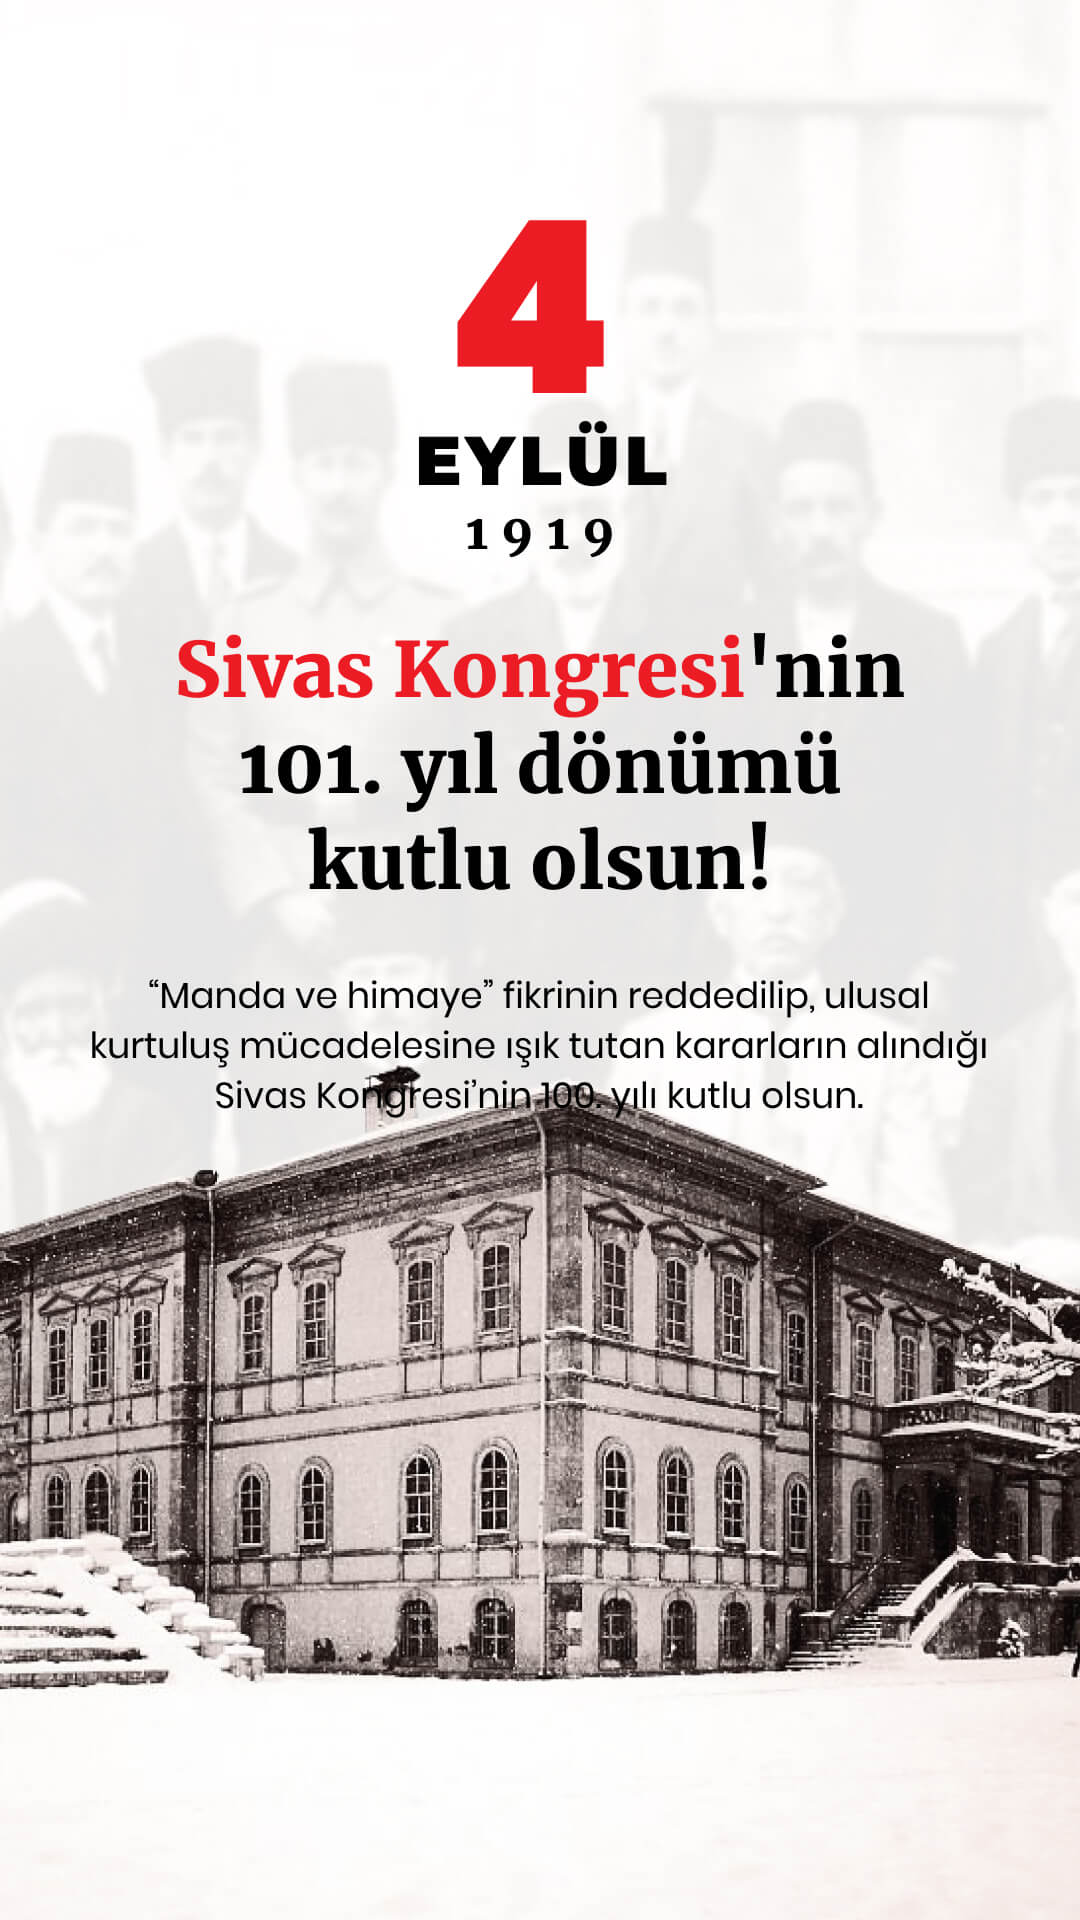 4
EYLÜL
1919
Sivas Kongresi'nin
101. yıl dönümü
kutlu olsun!
“Manda ve himaye” fikrinin reddedilip, ulusal
kurtuluş mücadelesine ışık tutan kararların alındığı
Sivas Kongresi’nin 100. yılı kutlu olsun.